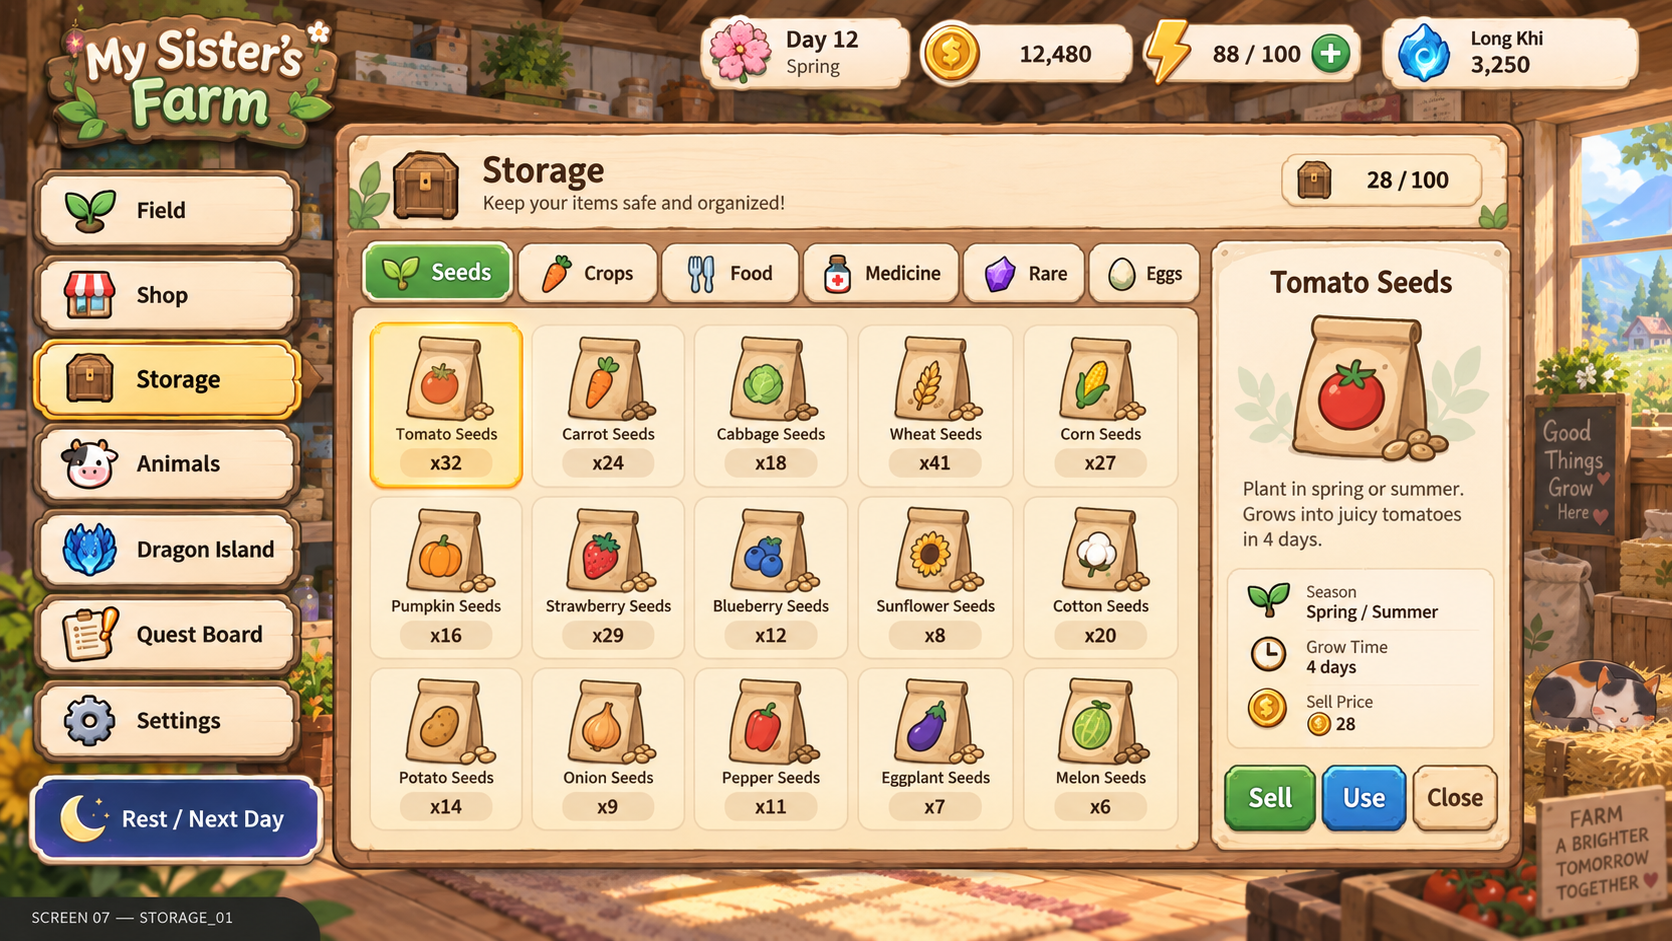 My Sister's
Farm
Day 12
Spring
12,480
88 / 100
Long Khi
3,250
Field
Shop
Storage
Animals
Dragon Island
Quest Board
Settings
Rest / Next Day
Storage
Keep your items safe and organized!
28 / 100
Seeds
Crops
Food
Medicine
Rare
Eggs
Tomato Seeds
x32
Carrot Seeds
x24
Cabbage Seeds
x18
Wheat Seeds
x41
Corn Seeds
x27
Pumpkin Seeds
x16
Strawberry Seeds
x29
Blueberry Seeds
x12
Sunflower Seeds
x8
Cotton Seeds
x20
Potato Seeds
x14
Onion Seeds
x9
Pepper Seeds
x11
Eggplant Seeds
x7
Melon Seeds
x6
Tomato Seeds
Plant in spring or summer.
Grows into juicy tomatoes
in 4 days.
Season
Spring / Summer
Grow Time
4 days
Sell Price
28
Sell
Use
Close
Good
Things
Grow
Here
FARM
A BRIGHTER
TOMORROW
TOGETHER
SCREEN 07 — STORAGE_01